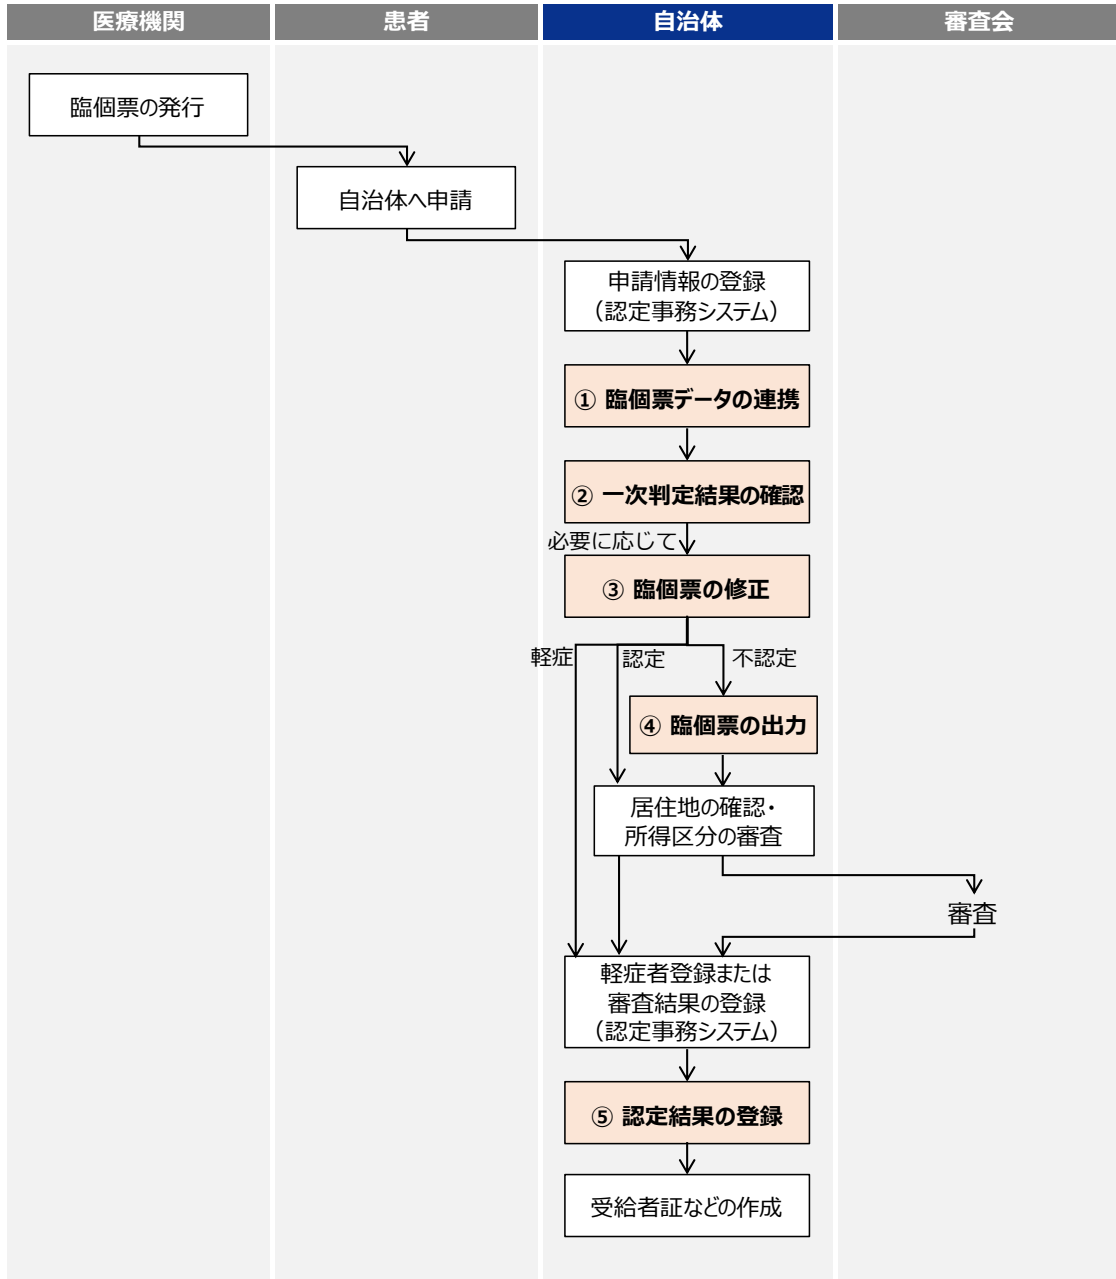 医療機関
患者
自治体
審査会
臨個票の発行
自治体へ申請
申請情報の登録
（認定事務システム）
① 臨個票データの連携
② 一次判定結果の確認
必要に応じて
③ 臨個票の修正
軽症
認定
不認定
④ 臨個票の出力
居住地の確認・
所得区分の審査
審査
軽症者登録または
審査結果の登録
（認定事務システム）
⑤ 認定結果の登録
受給者証などの作成